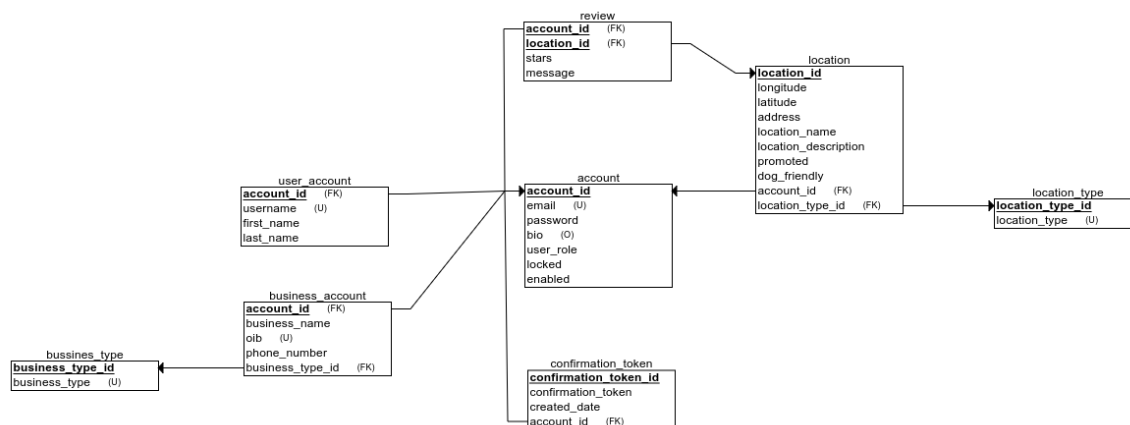 review
account_id (FK)
location_id (FK)
stars
message
location
location_id
longitude
latitude
address
location_name
location_description
promoted
dog_friendly
account_id (FK)
location_type_id (FK)
user_account
account_id (FK)
username (U)
first_name
last_name
account
account_id
email (U)
password
bio (O)
user_role
locked
enabled
location_type
location_type_id
location_type (U)
business_account
account_id (FK)
business_name
oib (U)
phone_number
business_type_id (FK)
bussines_type
business_type_id
business_type (U)
confirmation_token
confirmation_token_id
confirmation_token
created_date
account_id (FK)